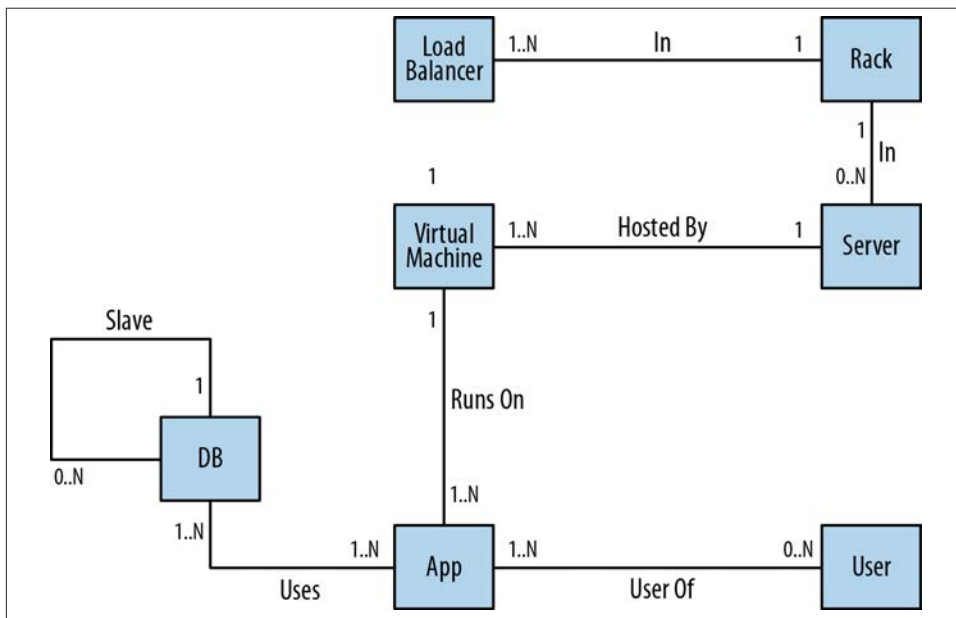 Load
Balancer
1..N
In
1
Rack
1
In
0..N
1
Virtual
Machine
1..N
Hosted By
1
Server
1
Slave
1
Runs On
DB
0..N
1..N
1..N
1..N
Uses
App
1..N
User Of
0..N
User